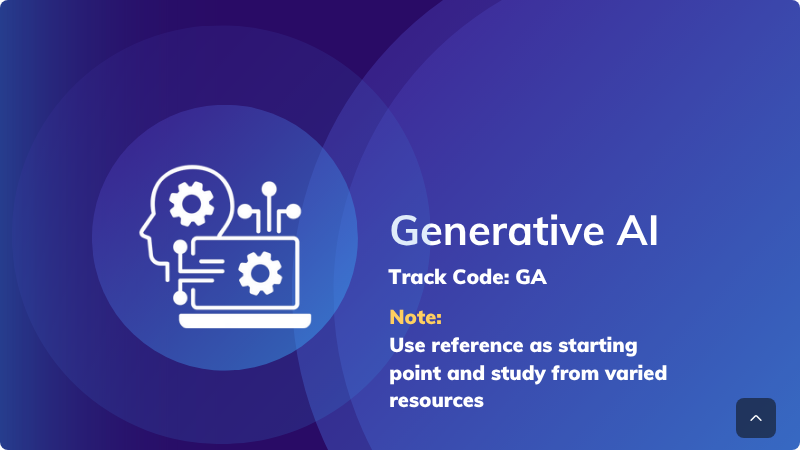 Generative AI
Track Code: GA
Note:
Use reference as starting
point and study from varied
resources